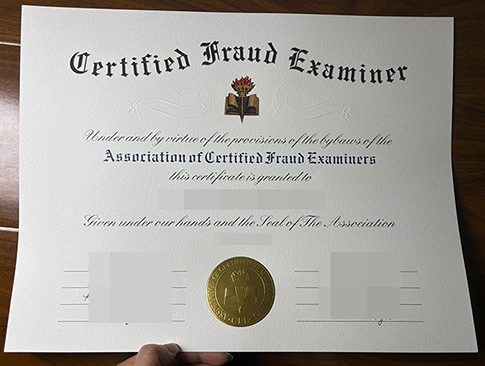 Certified Fraud Examiner
Under and by virtue of the provisions of the bylaws of the
Association of Certified Fraud Examiners
this certificate is granted to
Given under our hands and the Seal of The Association